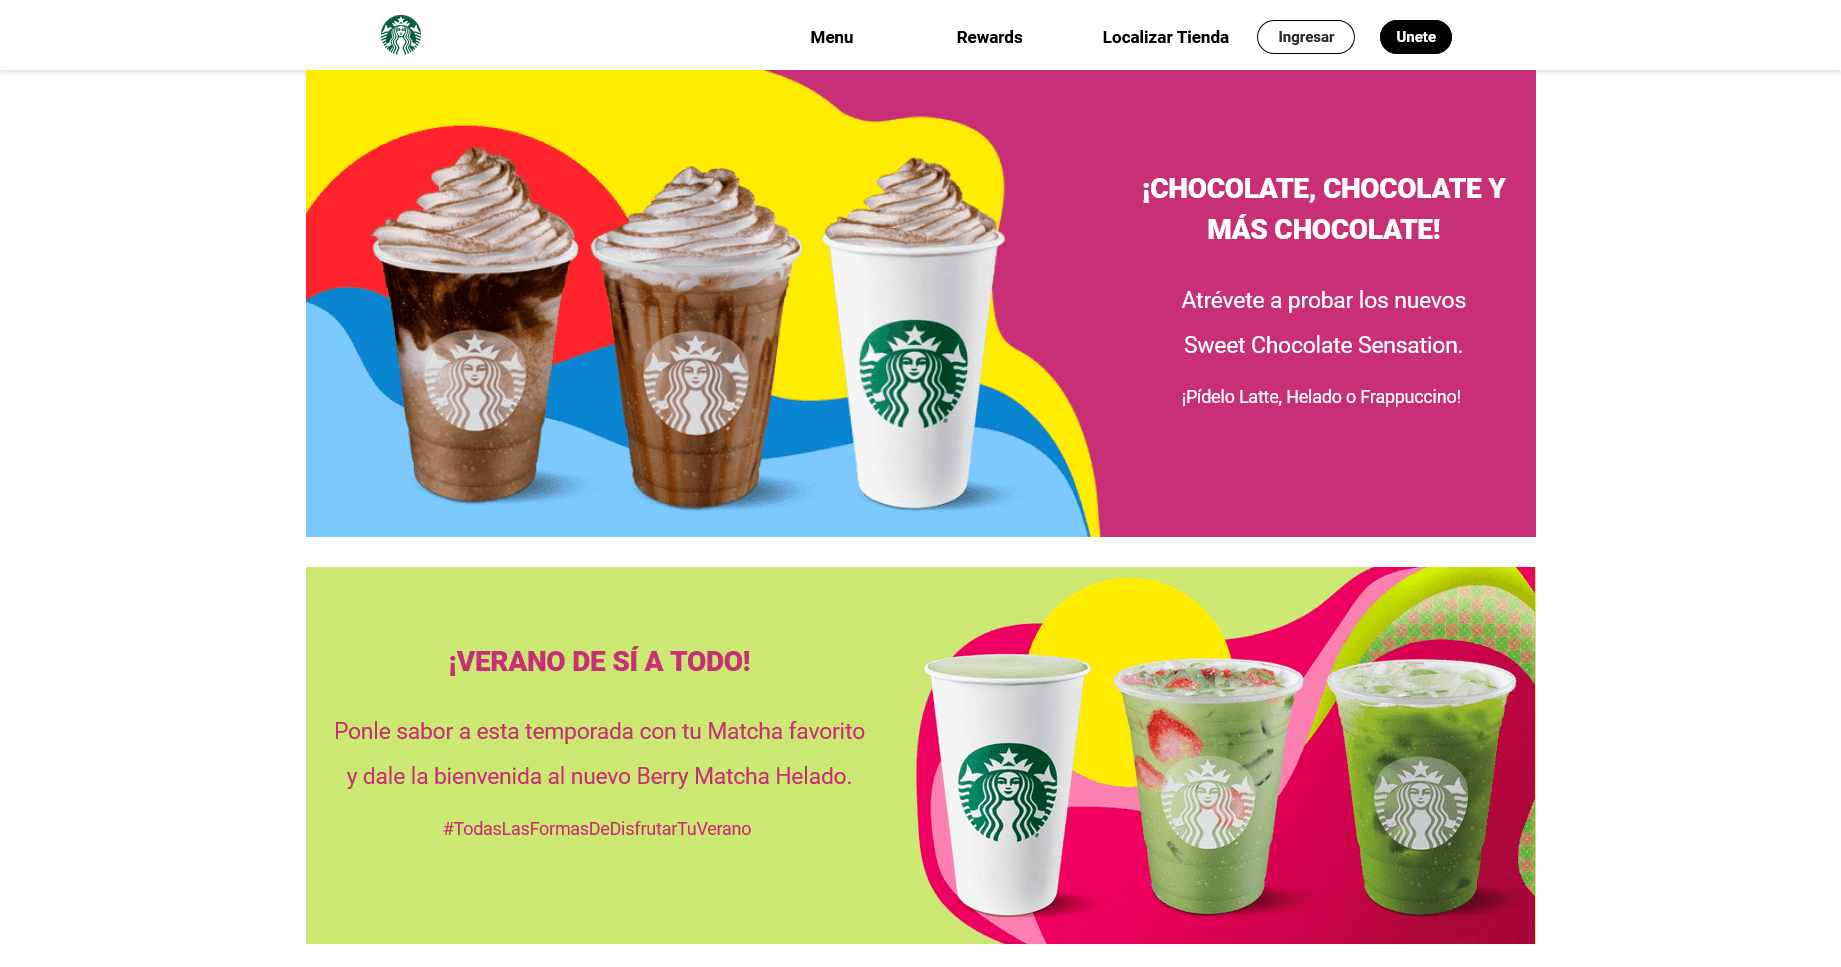 Menu
Rewards
Localizar Tienda
Ingresar
Unete
¡CHOCOLATE, CHOCOLATE Y
MÁS CHOCOLATE!
Atrévete a probar los nuevos
Sweet Chocolate Sensation.
¡Pídelo Latte, Helado o Frappuccino!
¡VERANO DE SÍ A TODO!
Ponle sabor a esta temporada con tu Matcha favorito
y dale la bienvenida al nuevo Berry Matcha Helado.
#TodasLasFormasDeDisfrutarTuVerano